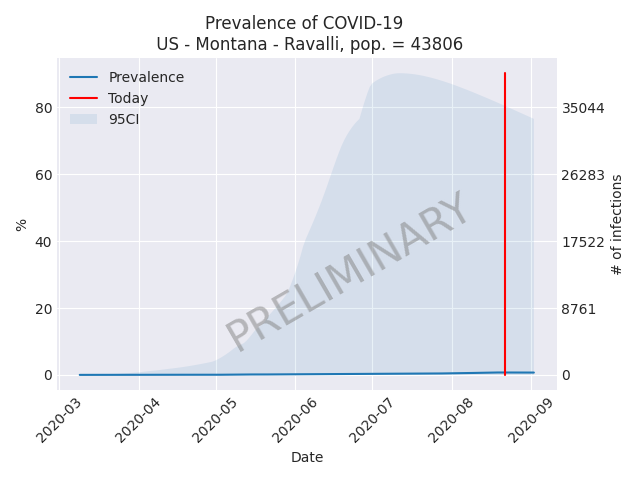 Prevalence of COVID-19
US - Montana - Ravalli, pop. = 43806
Prevalence
Today
95CI
80
60
40
20
0
%
35044
26283
17522
8761
0
# of infections
PRELIMINARY
2020-03
2020-04
2020-05
2020-06
2020-07
2020-08
2020-09
Date